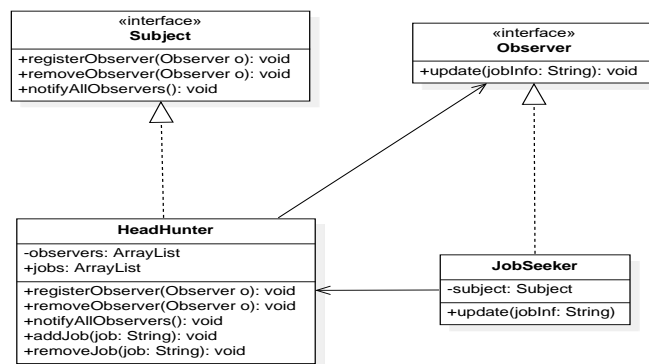 «interface»
Subject
+registerObserver(Observer o): void
+removeObserver(Observer o): void
+notifyAllObservers(): void
«interface»
Observer
+update(jobInfo: String): void
HeadHunter
-observers: ArrayList
+jobs: ArrayList
+registerObserver(Observer o): void
+removeObserver(Observer o): void
+notifyAllObservers(): void
+addJob(job: String): void
+removeJob(job: String): void
JobSeeker
-subject: Subject
+update(jobInf: String)